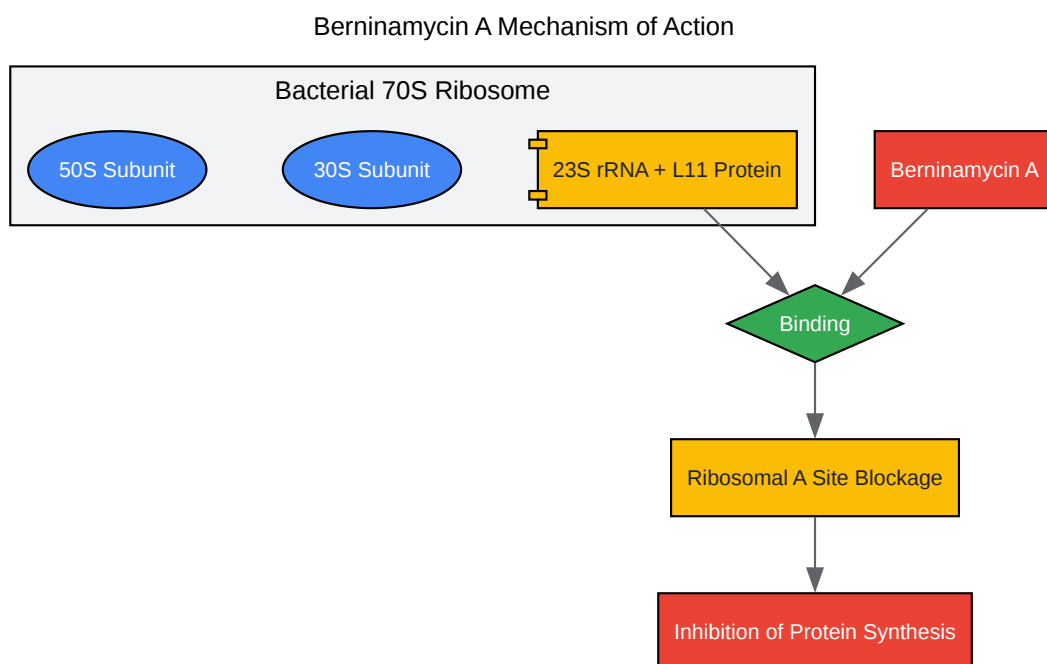 Berninamycin A Mechanism of Action
Bacterial 70S Ribosome
50S Subunit
30S Subunit
23S rRNA + L11 Protein
Berninamycin A
Binding
Ribosomal A Site Blockage
Inhibition of Protein Synthesis